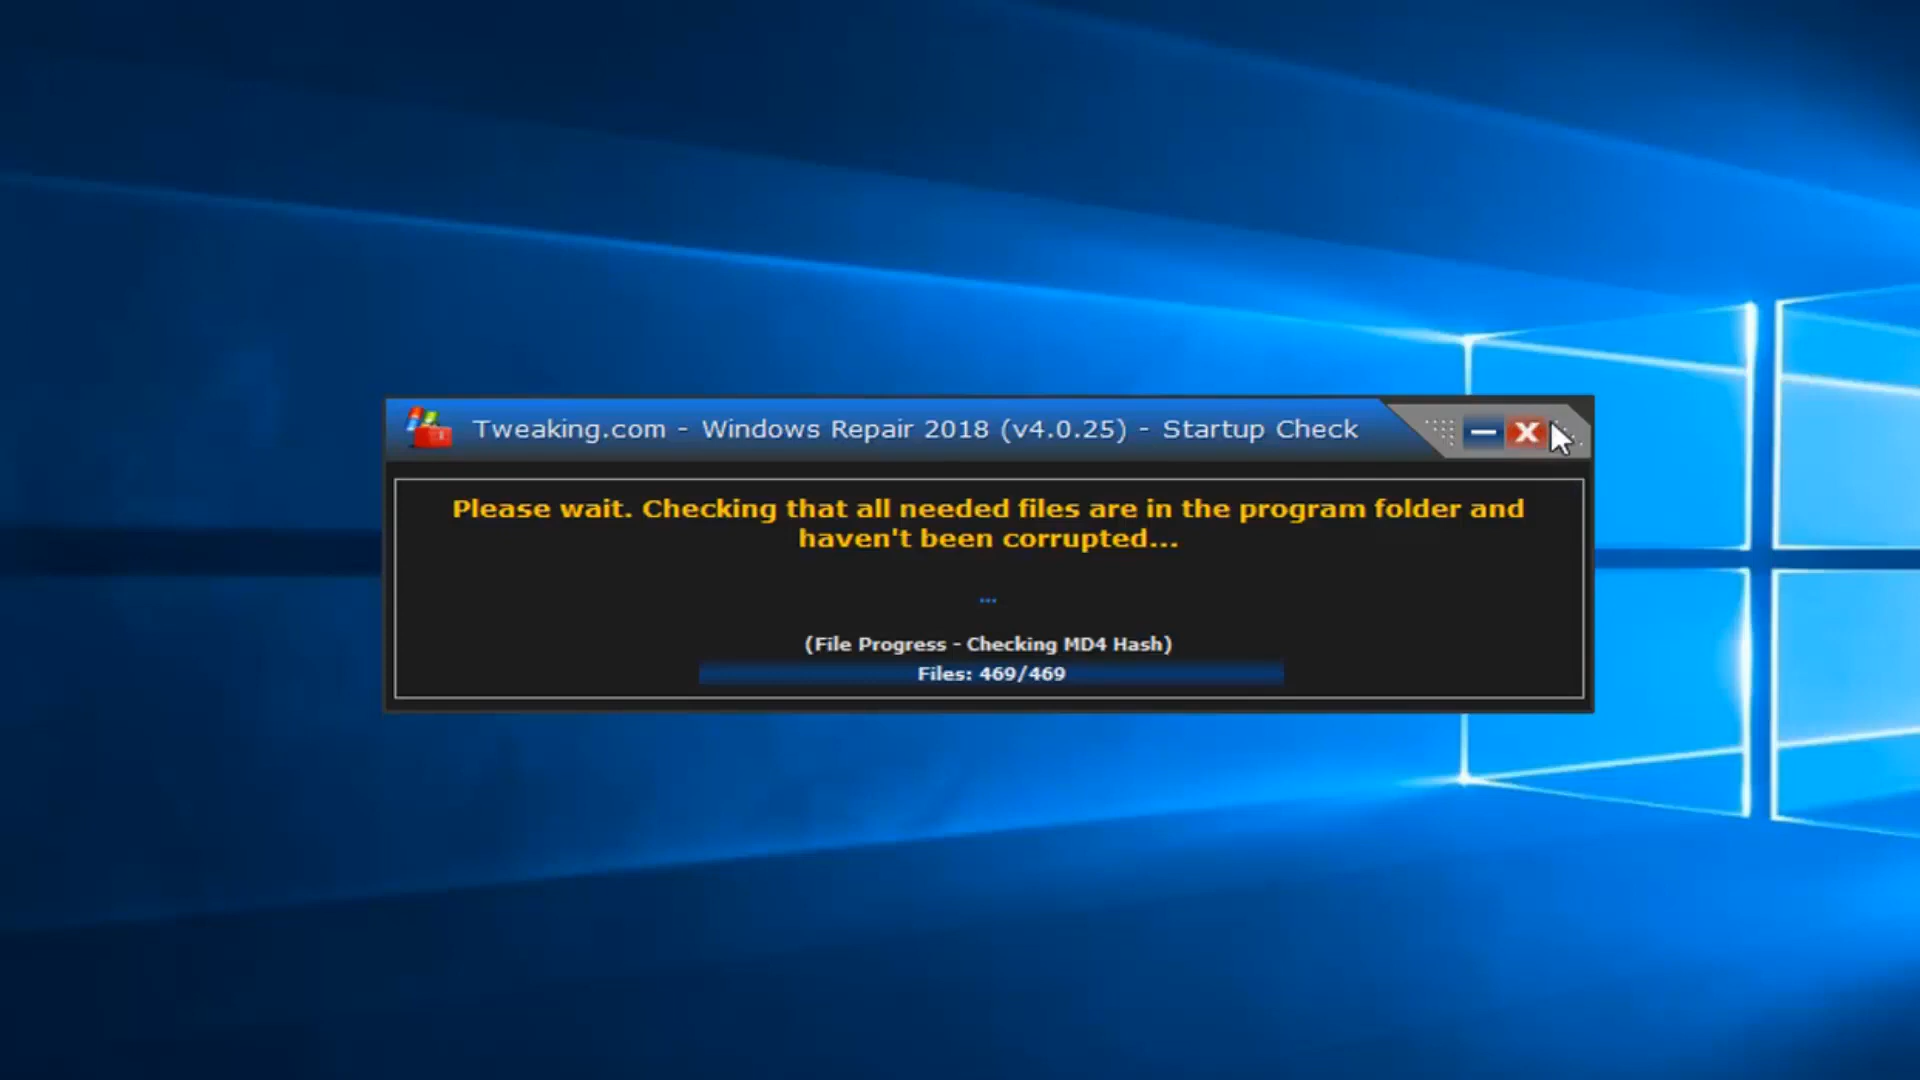 Tweaking.com - Windows Repair 2018 (v4.0.25) - Startup Check
Please wait. Checking that all needed files are in the program folder and
haven't been corrupted...
...
(File Progress - Checking MD4 Hash)
Files: 469/469